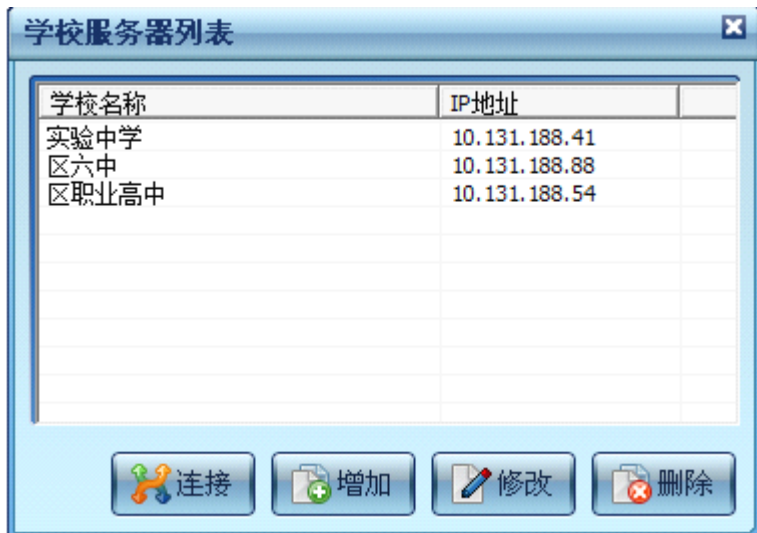 学校服务器列表
学校名称 IP地址
实验中学 10.131.188.41
区六中 10.131.188.88
区职业高中 10.131.188.54
连接 增加 修改 删除